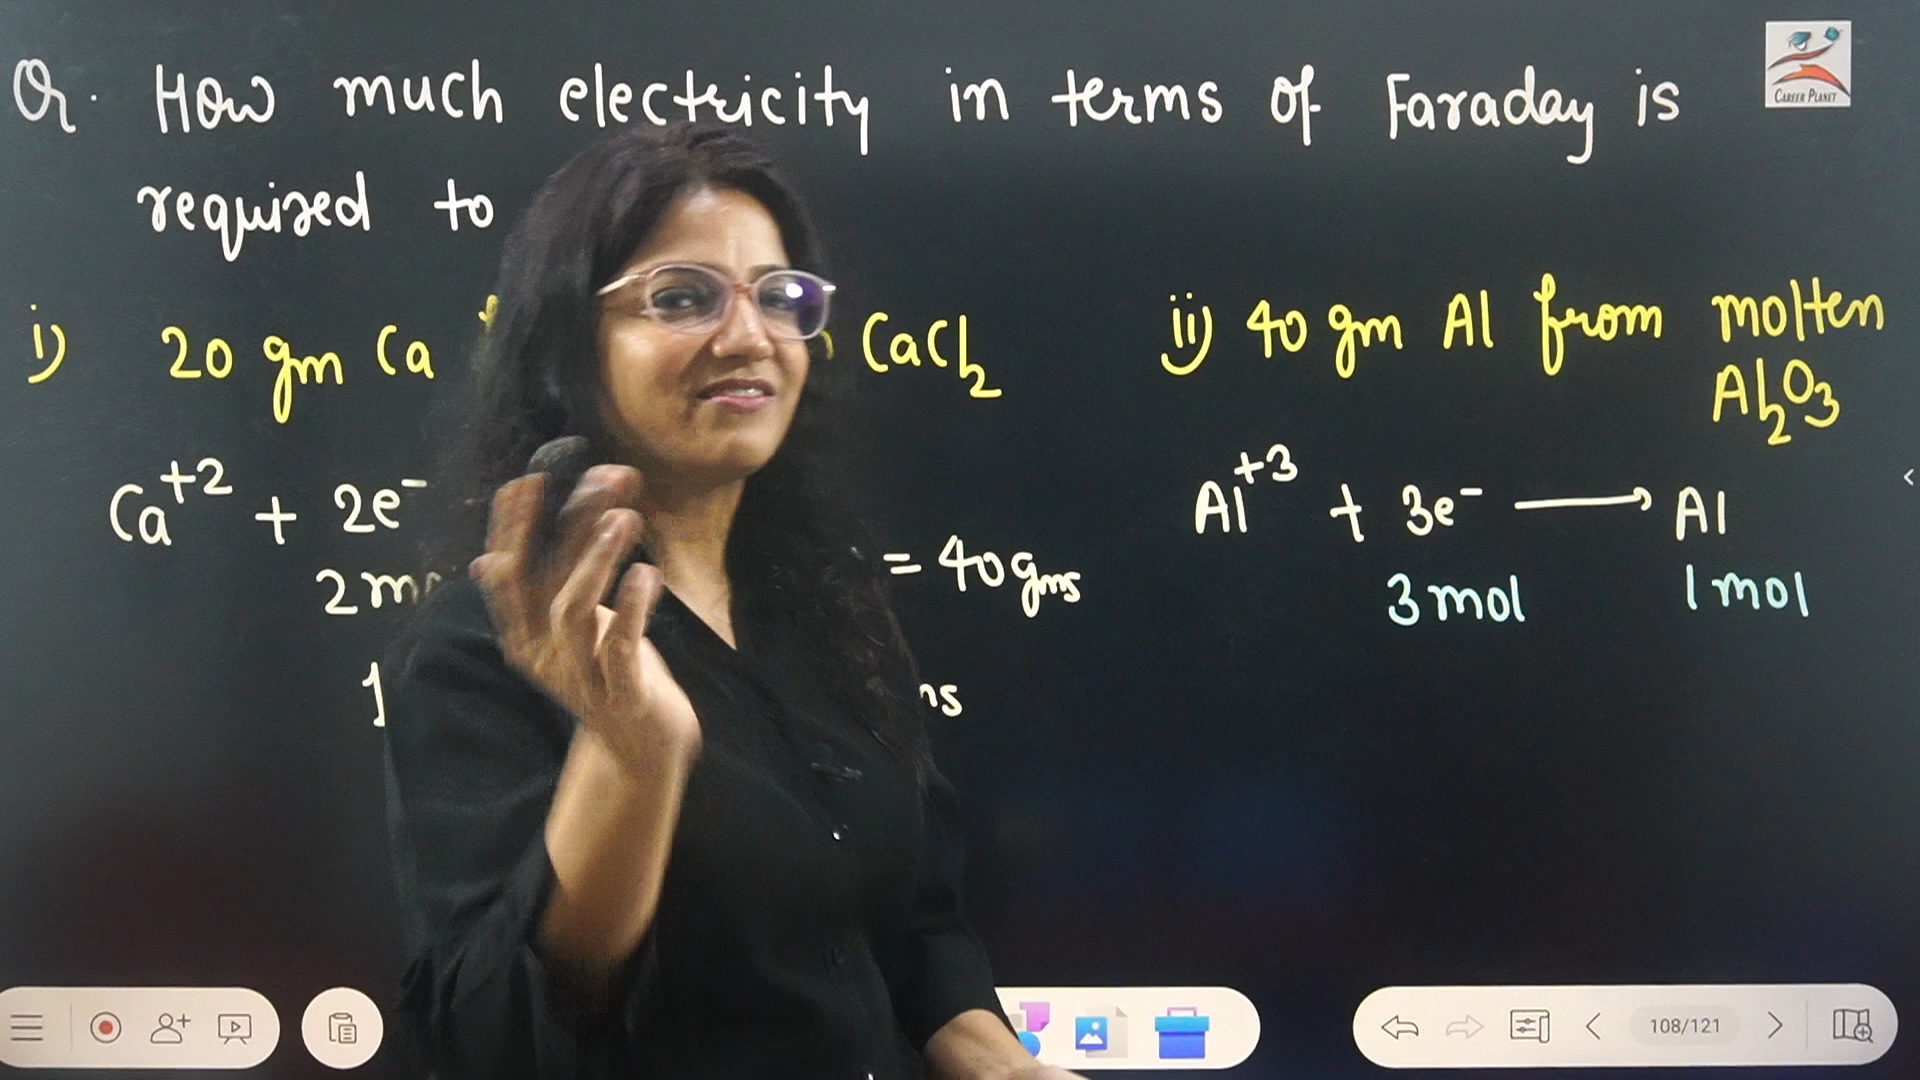 Q. How much electricity in terms of Faraday is
required to
i) 20 gm Ca CaCl2
ii) 40 gm Al from molten
Al2O3
Ca+2 + 2e-
2m
= 40gms
1
Al+3 + 3e- ⟶ Al
3 mol 1 mol
CAREER PLANET
108/121